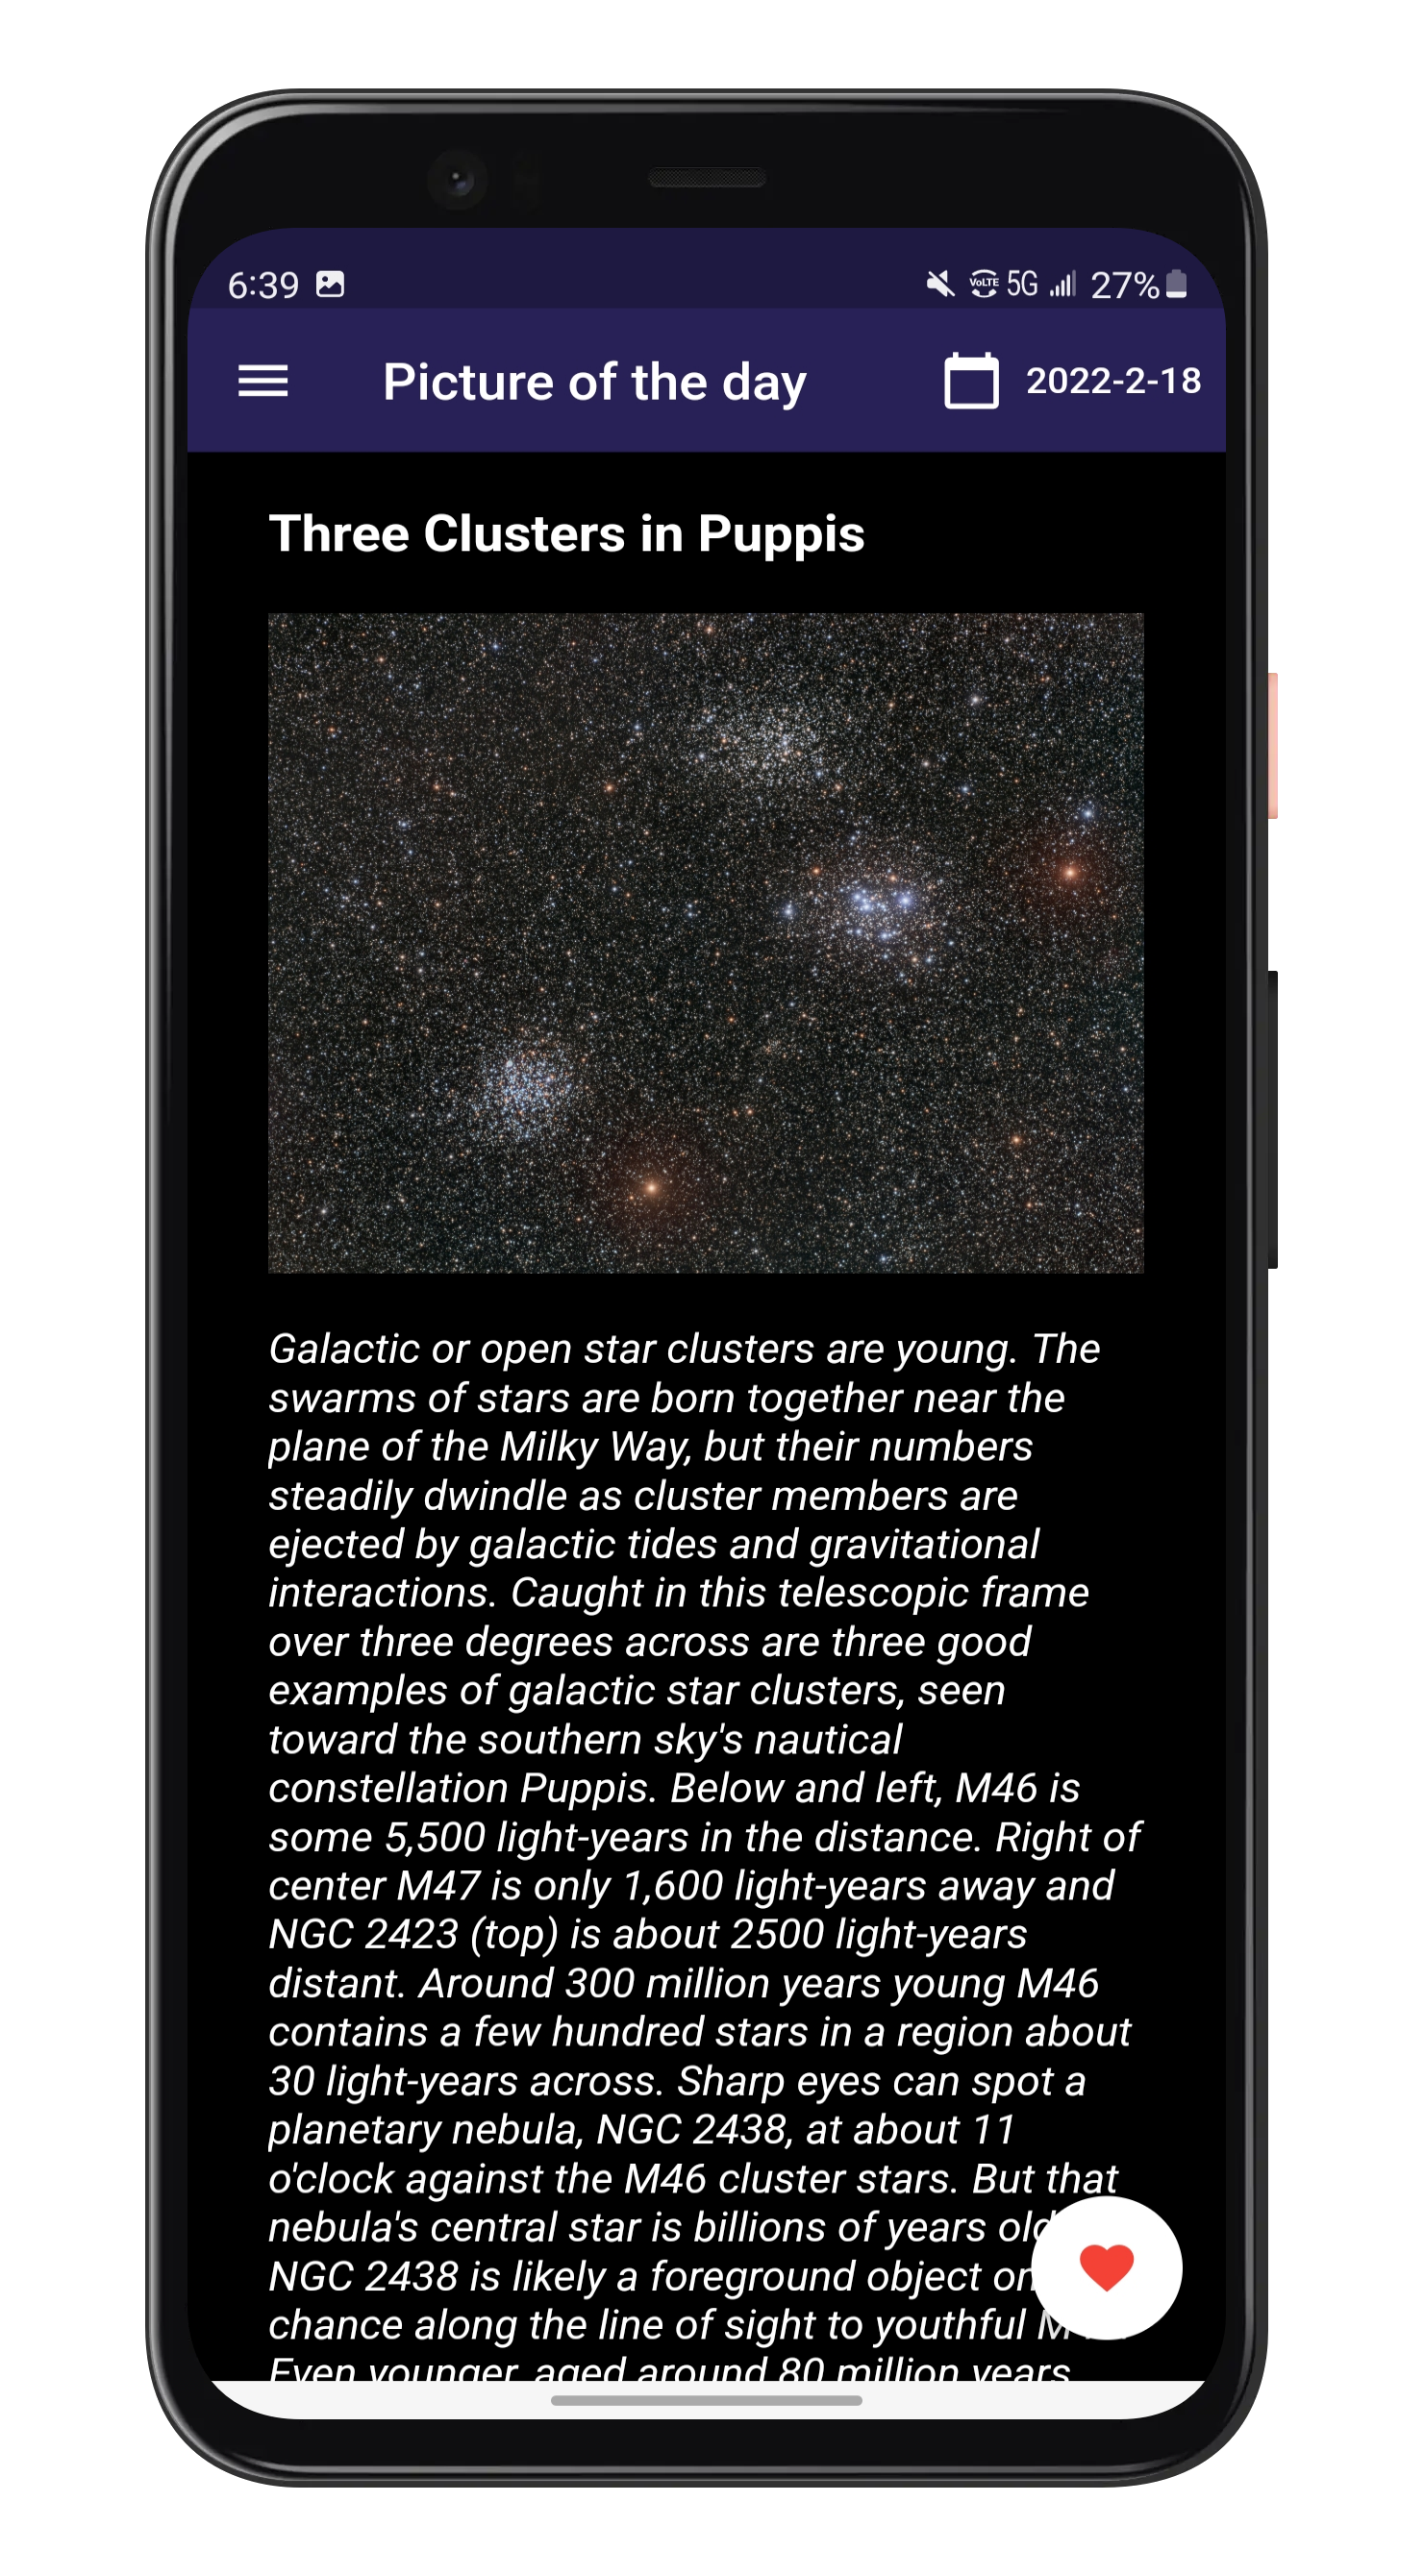 6:39 VoLTE 5G 27%
Picture of the day 2022-2-18
Three Clusters in Puppis
Galactic or open star clusters are young. The
swarms of stars are born together near the
plane of the Milky Way, but their numbers
steadily dwindle as cluster members are
ejected by galactic tides and gravitational
interactions. Caught in this telescopic frame
over three degrees across are three good
examples of galactic star clusters, seen
toward the southern sky's nautical
constellation Puppis. Below and left, M46 is
some 5,500 light-years in the distance. Right of
center M47 is only 1,600 light-years away and
NGC 2423 (top) is about 2500 light-years
distant. Around 300 million years young M46
contains a few hundred stars in a region about
30 light-years across. Sharp eyes can spot a
planetary nebula, NGC 2438, at about 11
o'clock against the M46 cluster stars. But that
nebula's central star is billions of years old
NGC 2438 is likely a foreground object on
chance along the line of sight to youthful
Even younger, aged around 80 million years,